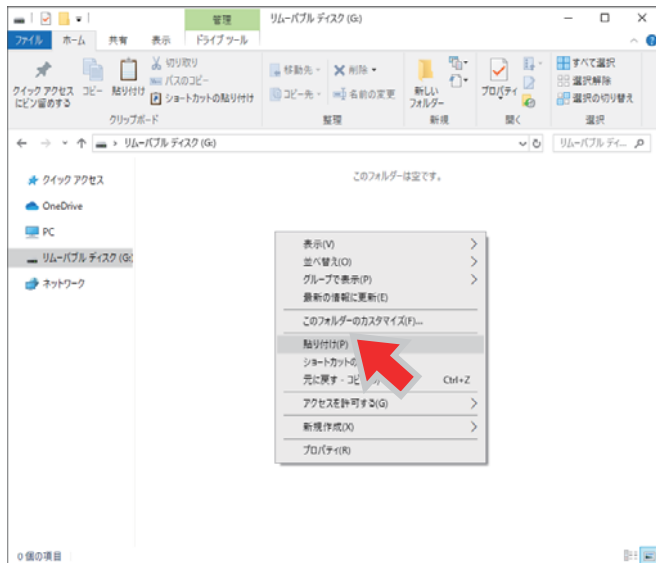 管理
リムーバブル ディスク (G:)
ファイル ホーム 共有 表示 ドライブ ツール
クイック アクセス
にピン留めする
コピー
貼り付け
切り取り
パスのコピー
ショートカットの貼り付け
クリップボード
移動先
コピー先
削除
名前の変更
整理
新しい
フォルダー
新規
プロパティ
開く
すべて選択
選択解除
選択の切り替え
選択
リムーバブル ディスク (G:)
リムーバブル ディ...
クイック アクセス
OneDrive
PC
リムーバブル ディスク (G:
ネットワーク
このフォルダーは空です。
表示(V)
並べ替え(O)
グループで表示(P)
最新の情報に更新(E)
このフォルダーのカスタマイズ(F)...
貼り付け(P)
ショートカットの
元に戻す - コピ Ctrl+Z
アクセスを許可する(G)
新規作成(X)
プロパティ(R)
0 個の項目